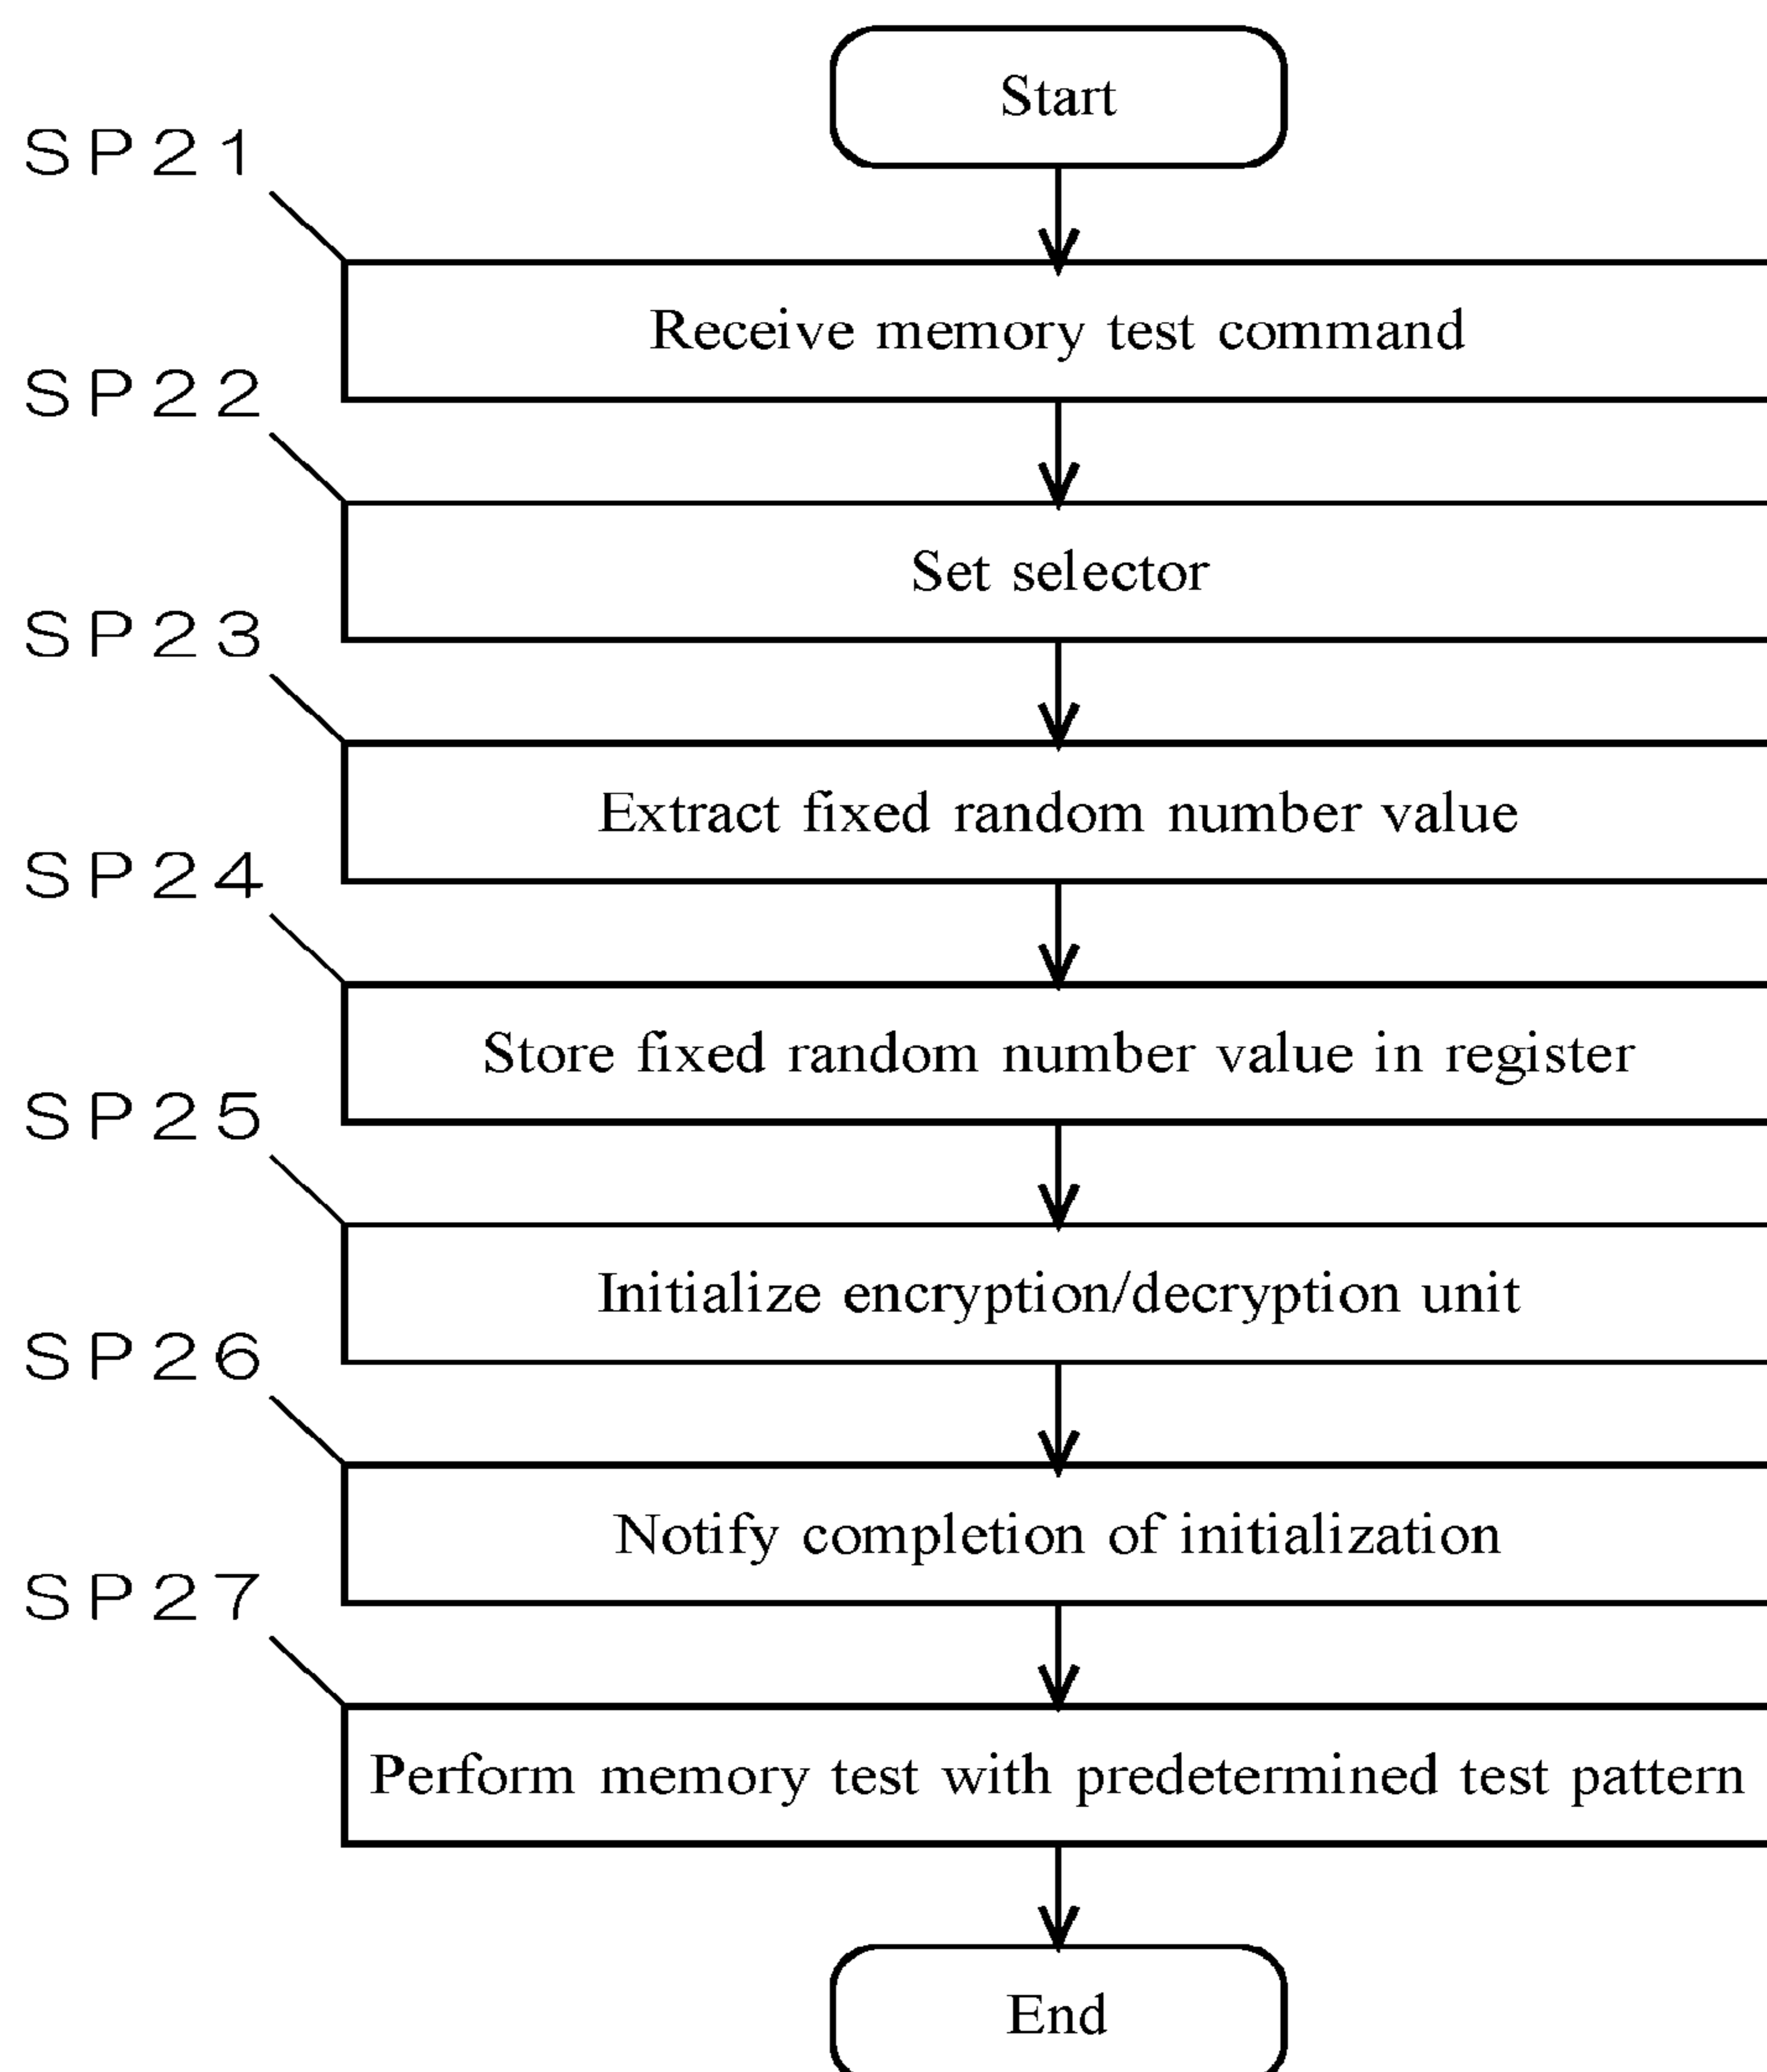 Start
SP21
Receive memory test command
SP22
Set selector
SP23
Extract fixed random number value
SP24
Store fixed random number value in register
SP25
Initialize encryption/decryption unit
SP26
Notify completion of initialization
SP27
Perform memory test with predetermined test pattern
End